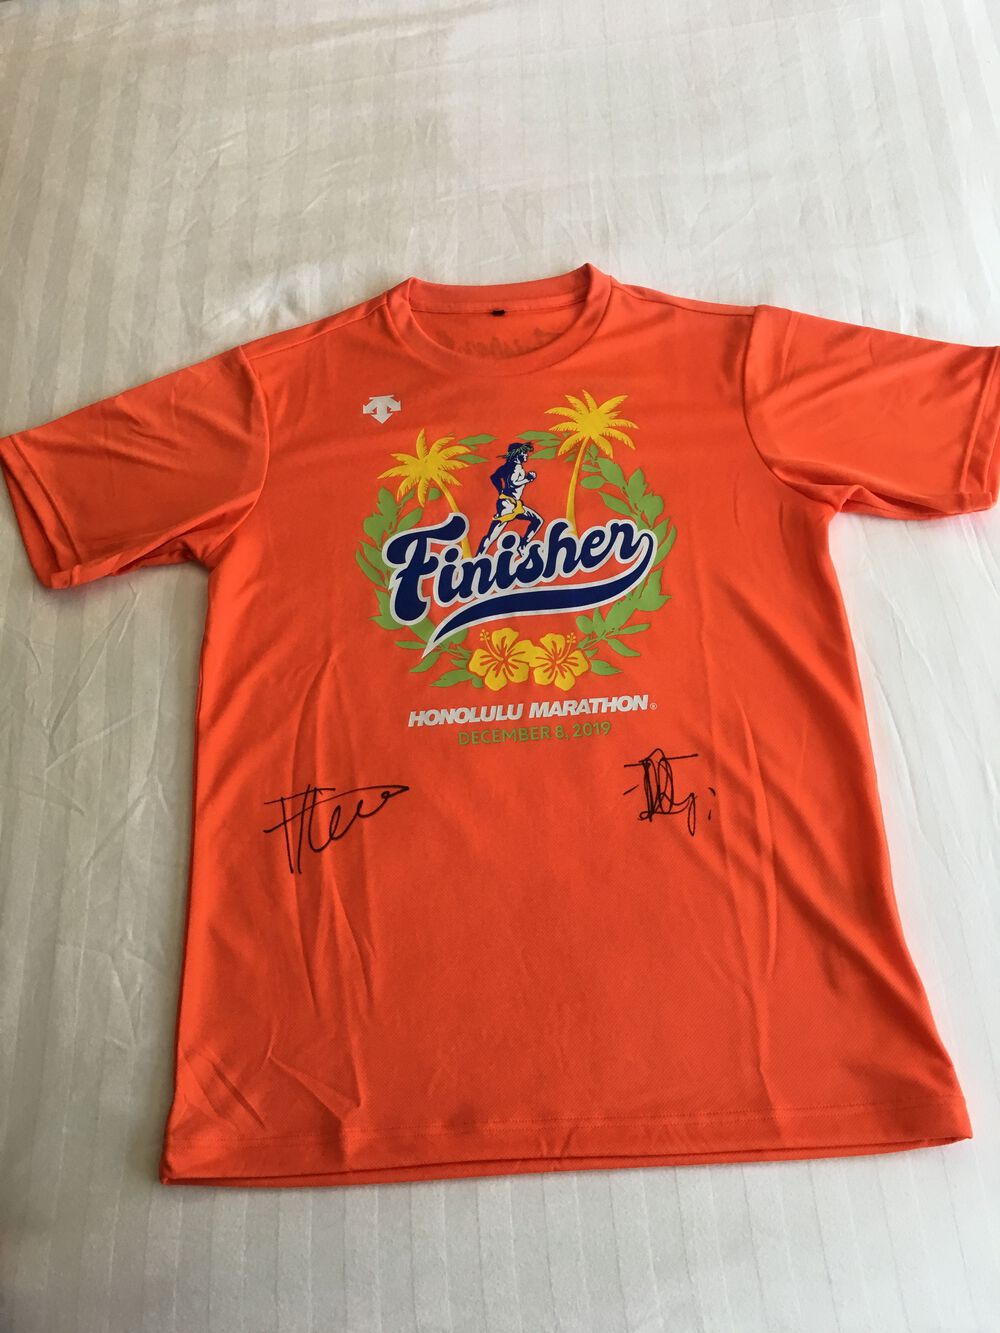 Finisher
HONOLULU MARATHON®
DECEMBER 8, 2019